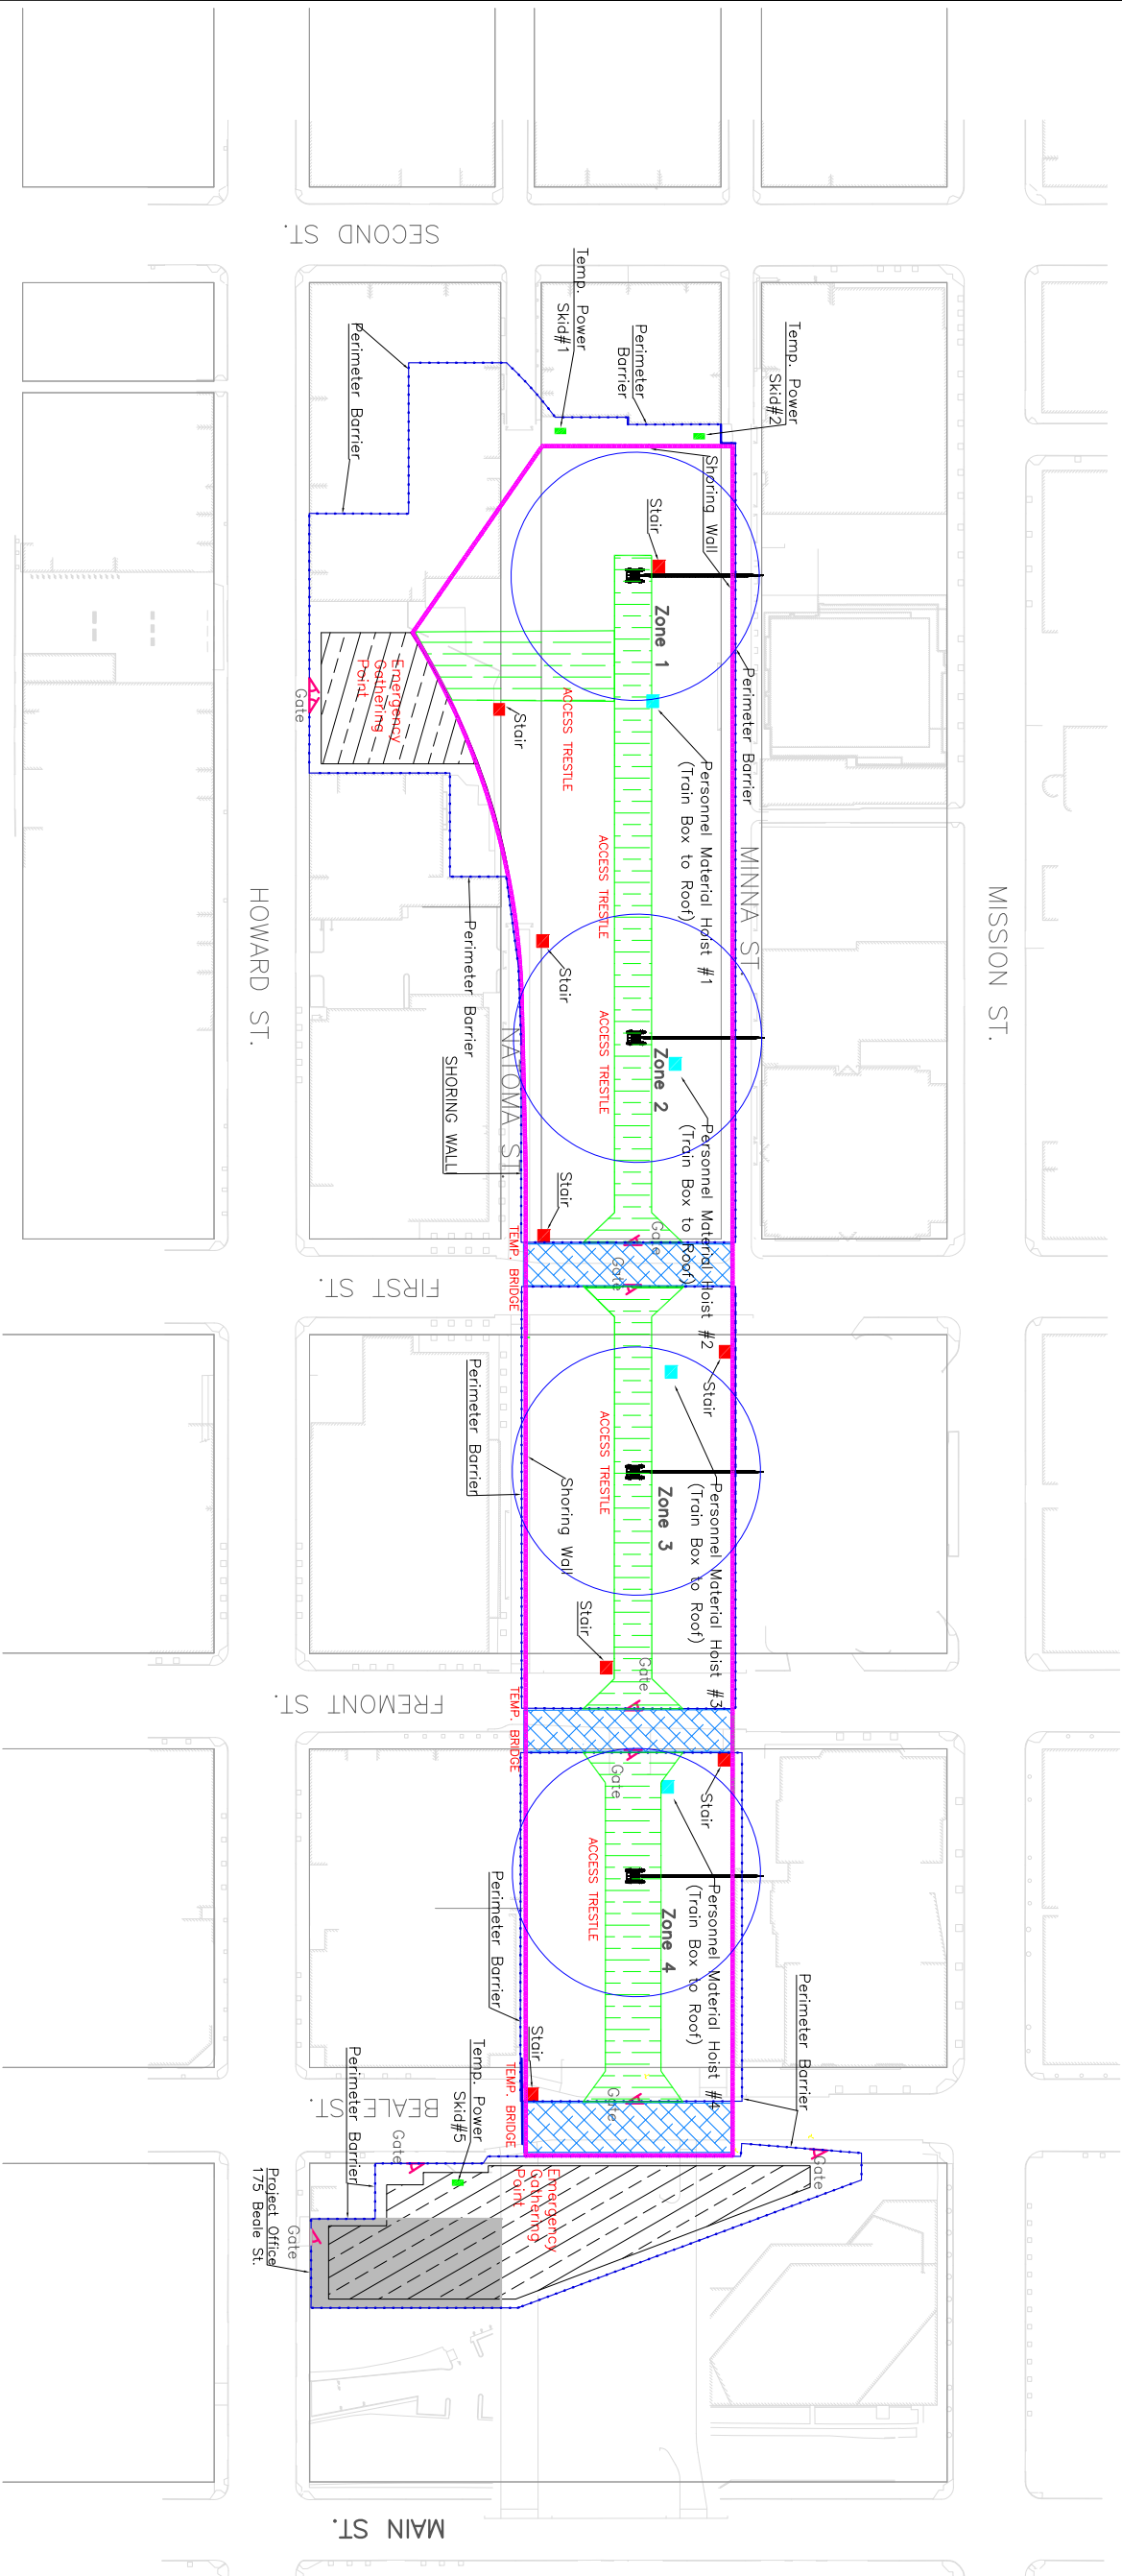 SECOND ST.
Temp. Power
Skid#1
Perimeter
Barrier
Temp. Power
Skid#2
Perimeter Barrier
Shoring Wall
Stair
Zone 1
Perimeter Barrier
Emergency
Gathering
Point
Gate
Stair
ACCESS TRESTLE
Personnel Material Hoist #1
(Train Box to Roof)
ACCESS TRESTLE
MINNA ST.
MISSION ST.
HOWARD ST.
Perimeter Barrier
Stair
ACCESS TRESTLE
Zone 2
NATOMA ST.
SHORING WALL
Personnel Material Hoist #2
(Train Box to Roof)
Stair
Gate
Gate
TEMP. BRIDGE
FIRST ST.
Stair
Perimeter Barrier
ACCESS TRESTLE
Shoring Wall
Zone 3
Personnel Material Hoist #3
(Train Box to Roof)
Stair
Gate
TEMP. BRIDGE
FREMONT ST.
Gate
Stair
ACCESS TRESTLE
Perimeter Barrier
Zone 4
Personnel Material Hoist #4
(Train Box to Roof)
Perimeter Barrier
Stair
Gate
TEMP. BRIDGE
BEALE ST.
Temp. Power
Skid#5
Perimeter Barrier
Gate
Gate
Emergency
Gathering
Point
Gate
Project Office
175 Beale St.
MAIN ST.